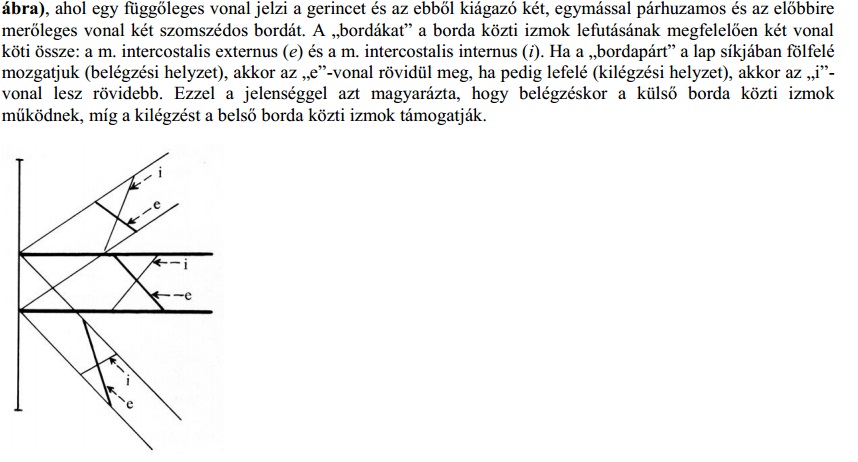 ábra), ahol egy függőleges vonal jelzi a gerincet és az ebből kiágazó két, egymással párhuzamos és az előbbire
merőleges vonal két szomszédos bordát. A „bordákat” a borda közti izmok lefutásának megfelelően két vonal
köti össze: a m. intercostalis externus (e) és a m. intercostalis internus (i). Ha a „bordapárt” a lap síkjában fölfelé
mozgatjuk (belégzési helyzet), akkor az „e”-vonal rövidül meg, ha pedig lefelé (kilégzési helyzet), akkor az „i”-
vonal lesz rövidebb. Ezzel a jelenséggel azt magyarázta, hogy belégzéskor a külső borda közti izmok
működnek, míg a kilégzést a belső borda közti izmok támogatják.
i
e
i
e
i
e